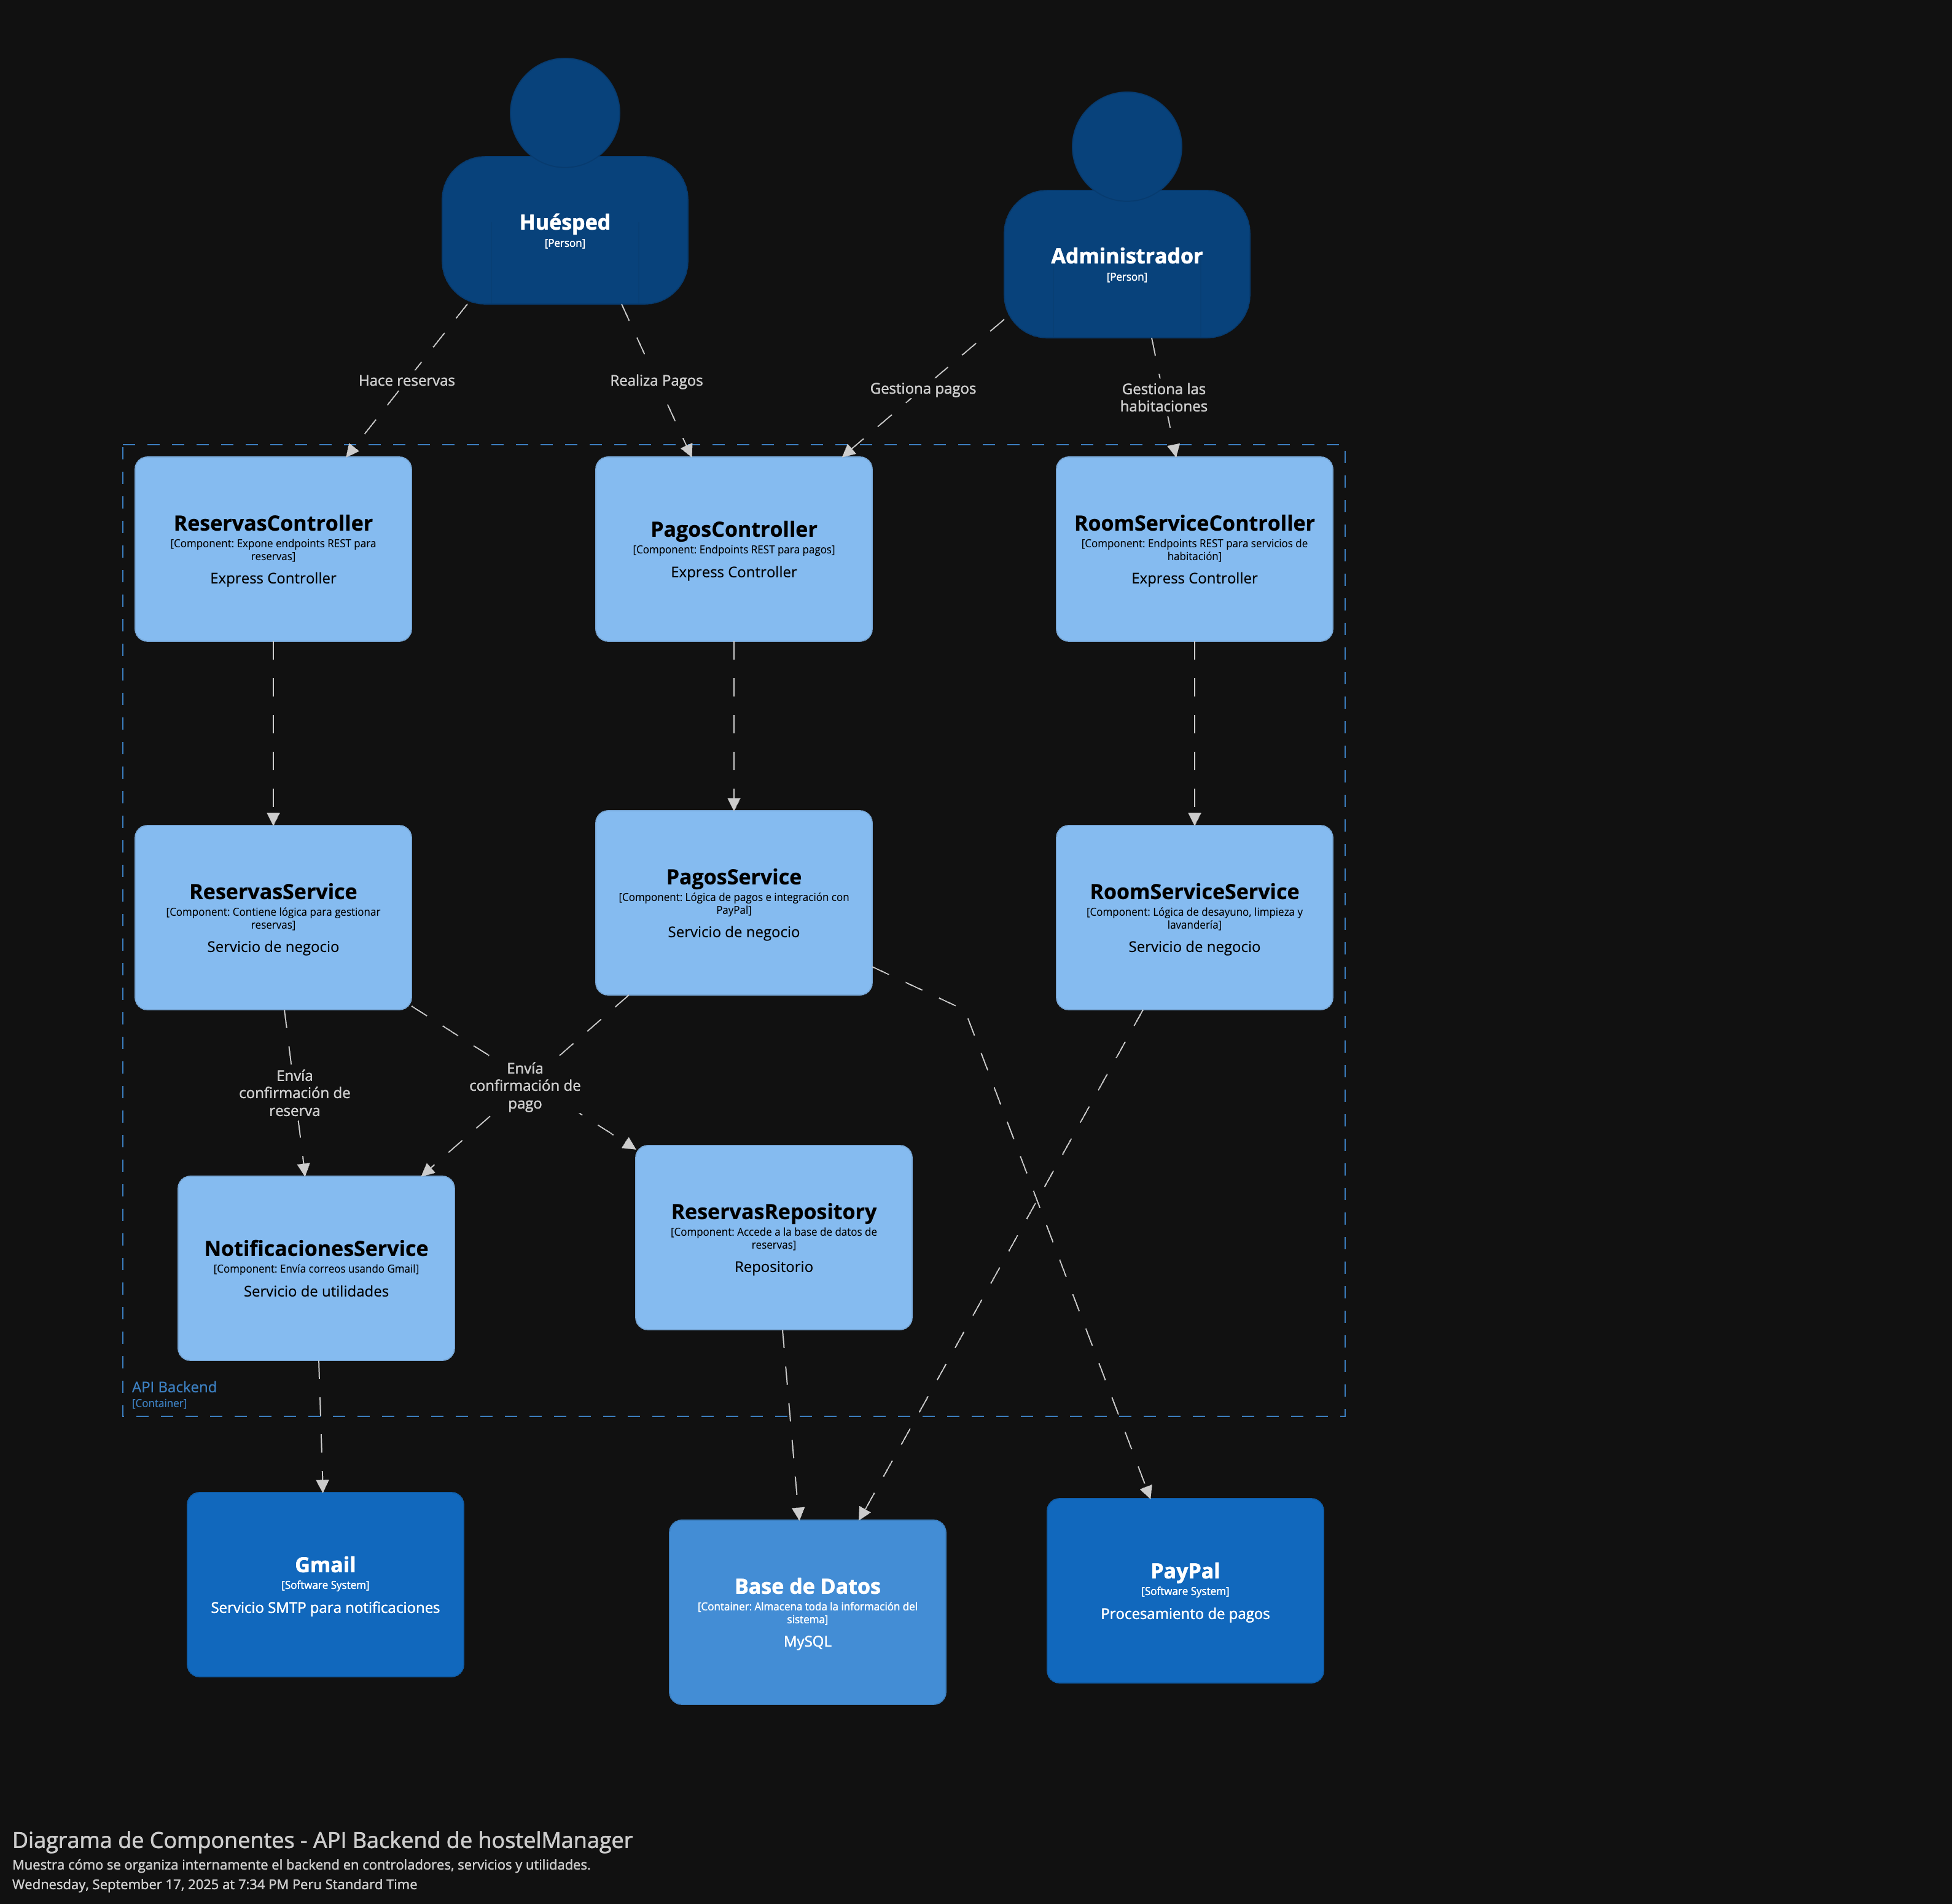 Huésped
[Person]
Administrador
[Person]
Hace reservas
Realiza Pagos
Gestiona pagos
Gestiona las
habitaciones
ReservasController
[Component: Expone endpoints REST para
reservas]
Express Controller
PagosController
[Component: Endpoints REST para pagos]
Express Controller
RoomServiceController
[Component: Endpoints REST para servicios de
habitación]
Express Controller
ReservasService
[Component: Contiene lógica para gestionar
reservas]
Servicio de negocio
PagosService
[Component: Lógica de pagos e integración con
PayPal]
Servicio de negocio
RoomServiceService
[Component: Lógica de desayuno, limpieza y
lavandería]
Servicio de negocio
Envía
confirmación de
reserva
Envía
confirmación de
pago
NotificacionesService
[Component: Envía correos usando Gmail]
Servicio de utilidades
ReservasRepository
[Component: Accede a la base de datos de
reservas]
Repositorio
API Backend
[Container]
Gmail
[Software System]
Servicio SMTP para notificaciones
Base de Datos
[Container: Almacena toda la información del
sistema]
MySQL
PayPal
[Software System]
Procesamiento de pagos
Diagrama de Componentes - API Backend de hostelManager
Muestra cómo se organiza internamente el backend en controladores, servicios y utilidades.
Wednesday, September 17, 2025 at 7:34 PM Peru Standard Time